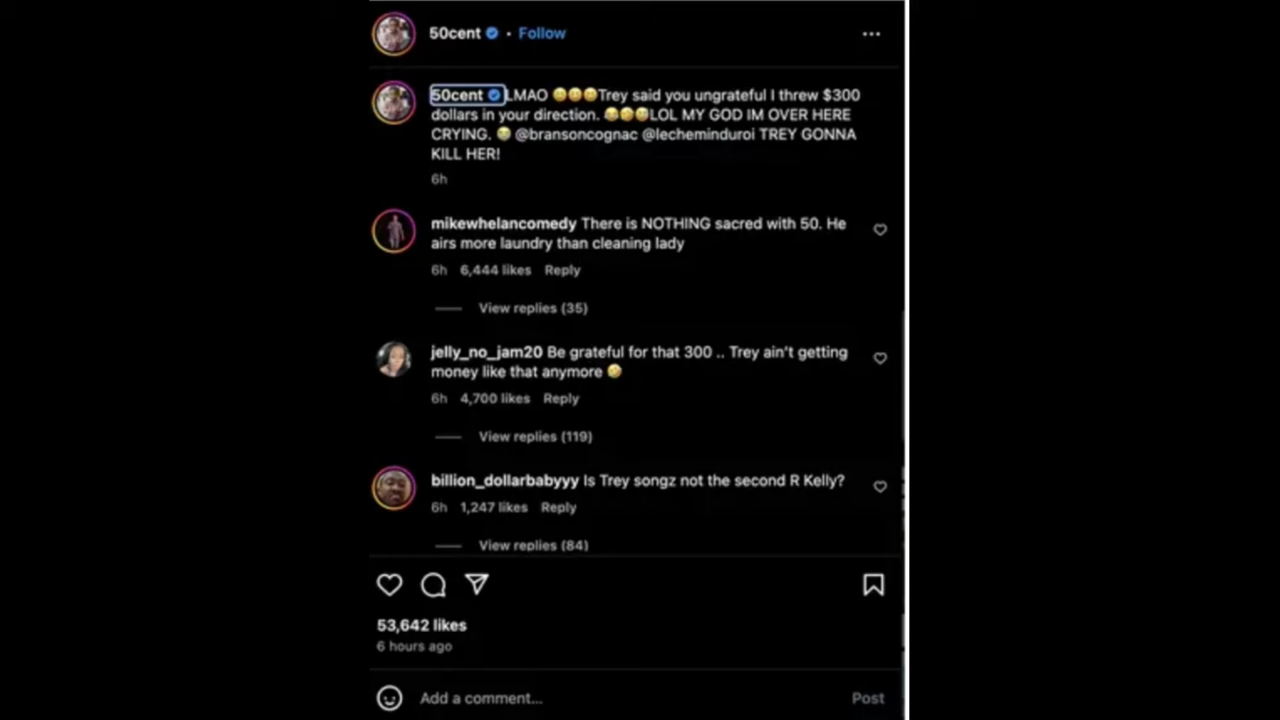 50cent • Follow
50cent LMAO 😄😄😄Trey said you ungrateful I threw $300
dollars in your direction. 😂🤣😅LOL MY GOD IM OVER HERE
CRYING. 😭 @bransoncognac @lecheminduroi TREY GONNA
KILL HER!
6h
mikewhelancomedy There is NOTHING sacred with 50. He
airs more laundry than cleaning lady
6h 6,444 likes Reply
View replies (35)
jelly_no_jam20 Be grateful for that 300 .. Trey ain't getting
money like that anymore 🤣
6h 4,700 likes Reply
View replies (119)
billion_dollarbabyyy Is Trey songz not the second R Kelly?
6h 1,247 likes Reply
View replies (84)
53,642 likes
6 hours ago
Add a comment... Post